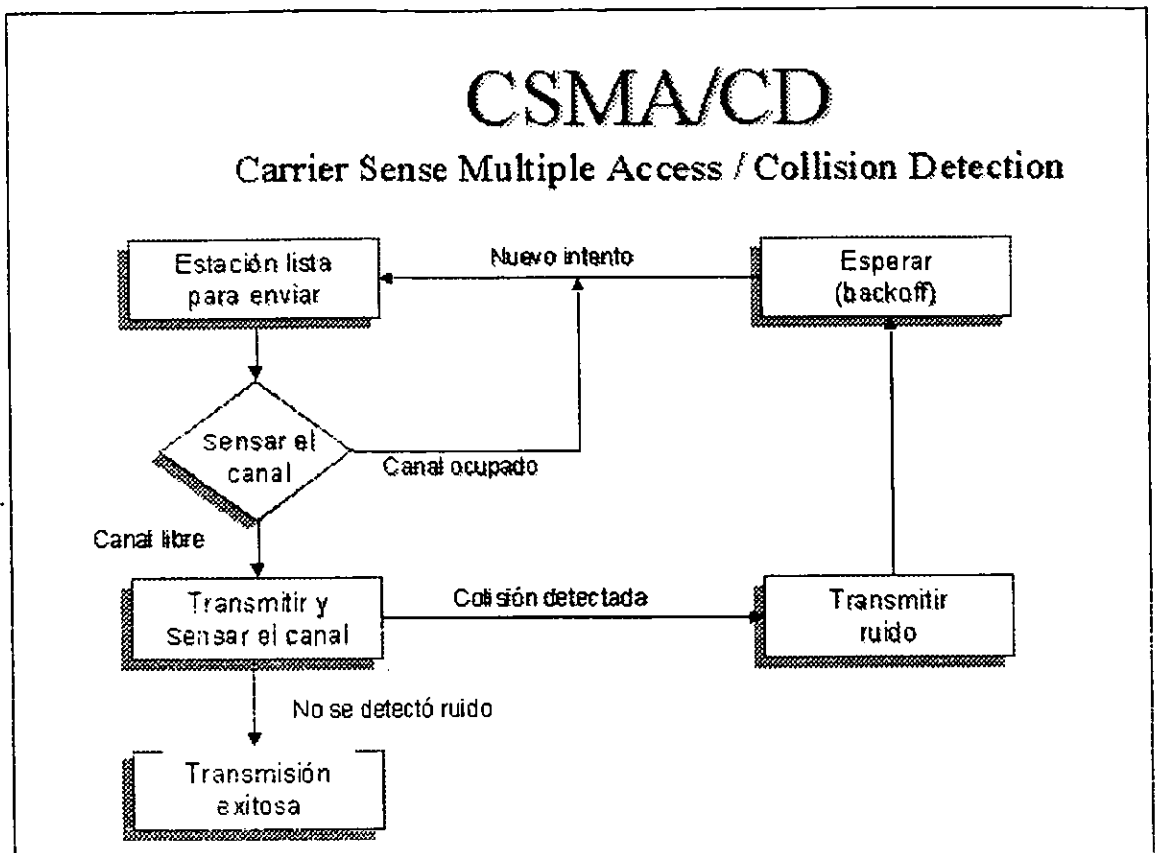 CSMA/CD
Carrier Sense Multiple Access / Collision Detection
Estación lista
para enviar
Nuevo intento
Esperar
(backoff)
Sensar el
canal
Canal ocupado
Canal libre
Transmitir y
Sensar el canal
Colisión detectada
Transmitir
ruido
No se detectó ruido
Transmisión
exitosa